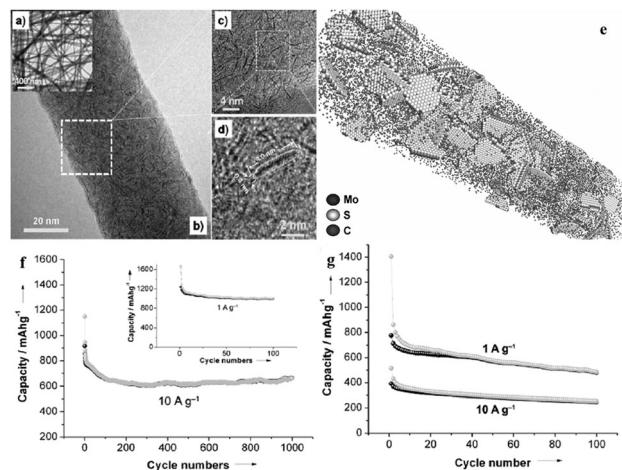 a)
100 nm
20 nm
b)
c)
4 nm
d)
2 nm
e
Mo
S
C
f
Capacity / mAhg⁻¹
1600
1400
1200
1000
800
600
400
200
0
200
400
600
800
1000
Cycle numbers
10 A g⁻¹
Capacity / mAhg⁻¹
1600
1200
800
400
0
0
50
100
Cycle numbers
1 A g⁻¹
g
Capacity / mAhg⁻¹
1400
1200
1000
800
600
400
200
0
0
20
40
60
80
100
Cycle number
1 A g⁻¹
10 A g⁻¹